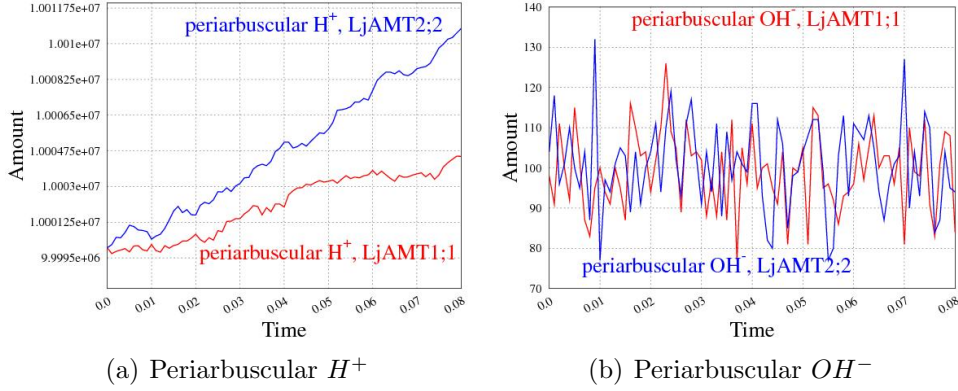 1.001175e+07
1.001e+07
1.000825e+07
1.00065e+07
1.000475e+07
1.0003e+07
1.000125e+07
9.9995e+06
Amount
periarbuscular H+, LjAMT2;2
periarbuscular H+, LjAMT1;1
0.0 0.01 0.02 0.03 0.04 0.05 0.06 0.07 0.08
Time
(a) Periarbuscular H+
140
130
120
110
100
90
80
70
Amount
periarbuscular OH-, LjAMT1;1
periarbuscular OH-, LjAMT2;2
0.0 0.01 0.02 0.03 0.04 0.05 0.06 0.07 0.08
Time
(b) Periarbuscular OH−